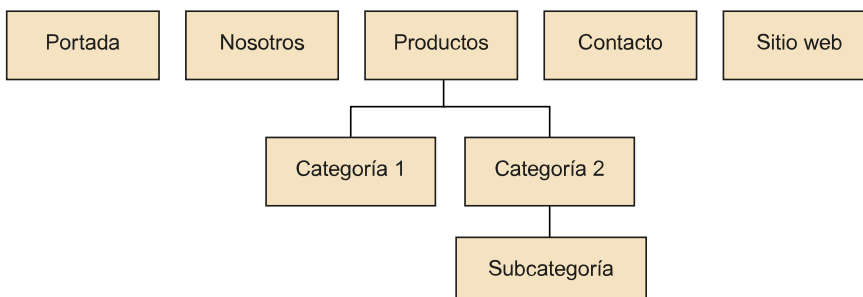 Portada
Nosotros
Productos
Contacto
Sitio web
Categoría 1
Categoría 2
Subcategoría